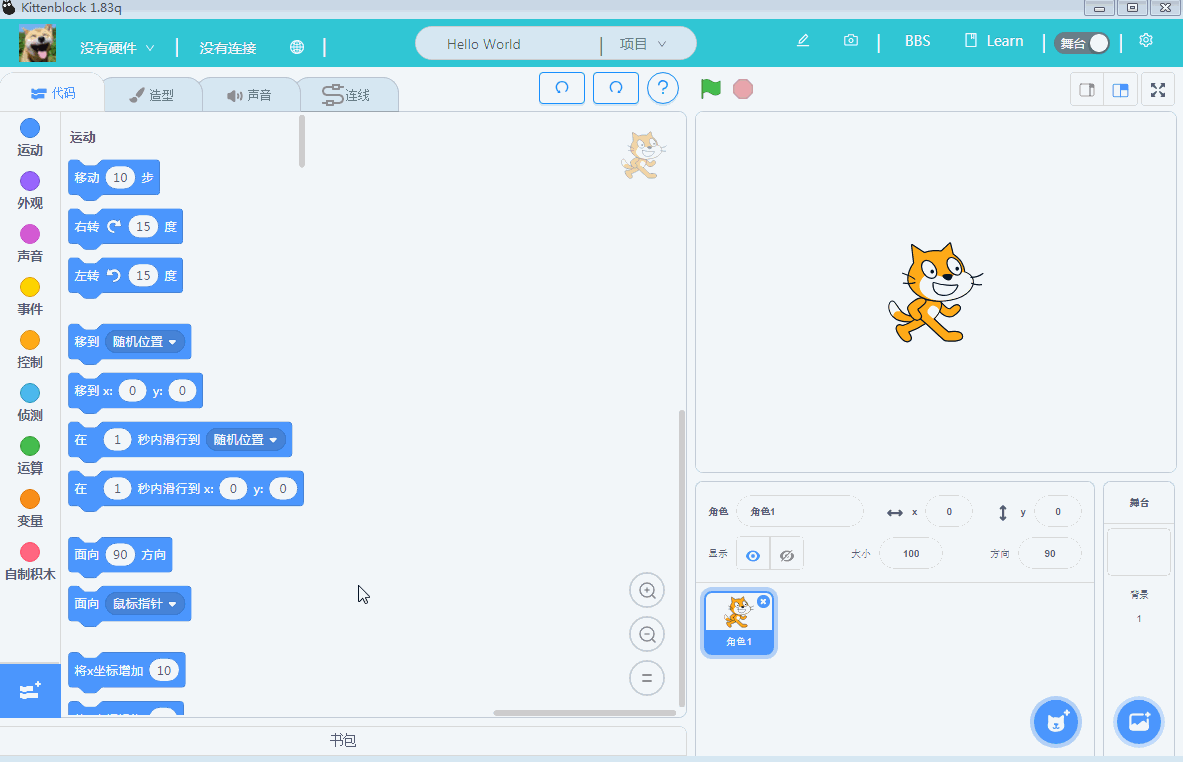 Kittenblock 1.83q
没有硬件
没有连接
Hello World
项目
BBS
Learn
舞台
代码
造型
声音
连线
?
运动
外观
声音
事件
控制
侦测
运算
变量
自制积木
运动
移动 10 步
右转 15 度
左转 15 度
移到 随机位置
移到 x: 0 y: 0
在 1 秒内滑行到 随机位置
在 1 秒内滑行到 x: 0 y: 0
面向 90 方向
面向 鼠标指针
将x坐标增加 10
书包
角色 角色1 x 0 y 0
显示 大小 100 方向 90
角色1
舞台
背景
1